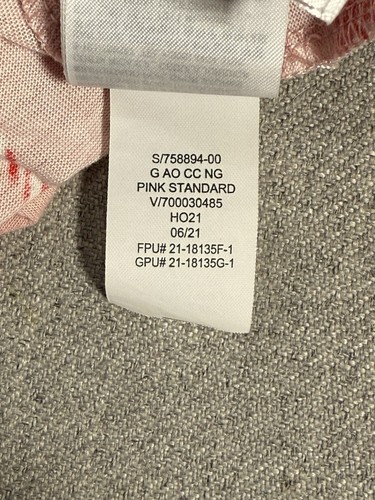 S/758894-00
G AO CC NG
PINK STANDARD
V/700030485
HO21
06/21
FPU# 21-18135F-1
GPU# 21-18135G-1